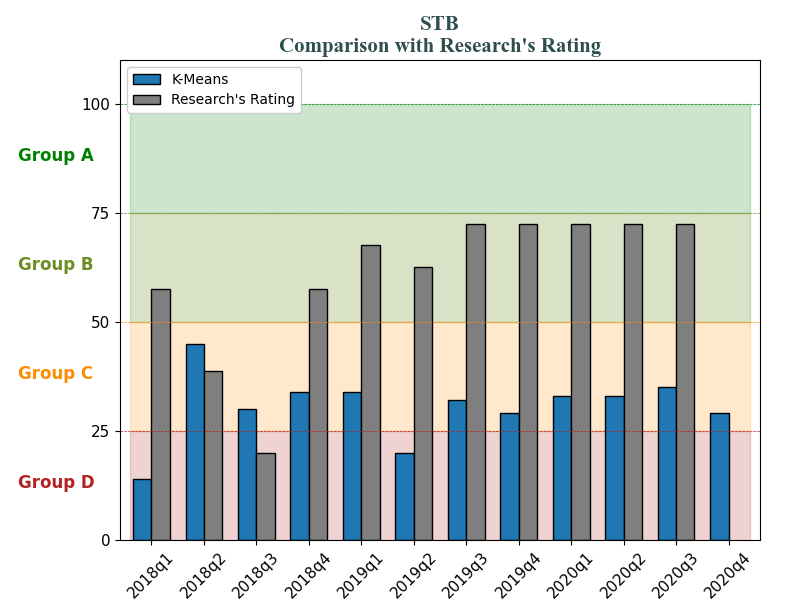 STB
Comparison with Research's Rating
K-Means
Research's Rating
100
Group A
75
Group B
50
Group C
25
Group D
0
2018q1
2018q2
2018q3
2018q4
2019q1
2019q2
2019q3
2019q4
2020q1
2020q2
2020q3
2020q4